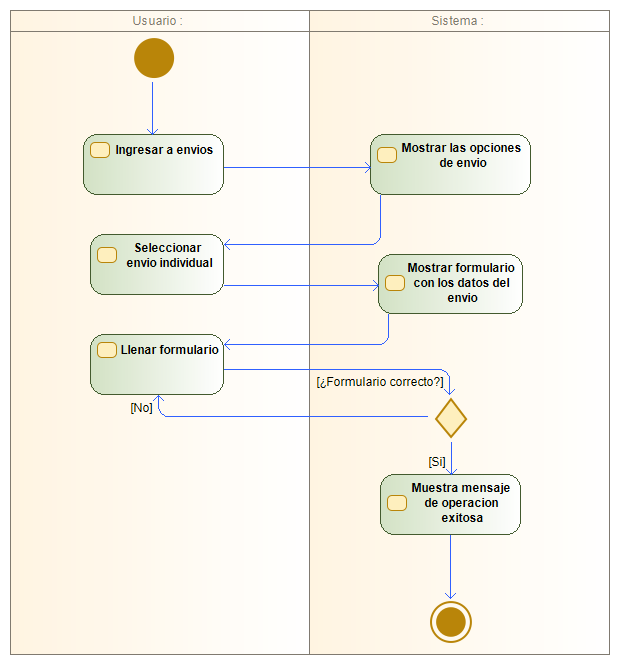 Usuario :
Sistema :
Ingresar a envios
Mostrar las opciones
de envio
Seleccionar
envio individual
Mostrar formulario
con los datos del
envio
Llenar formulario
[¿Formulario correcto?]
[No]
[Si]
Muestra mensaje
de operacion
exitosa